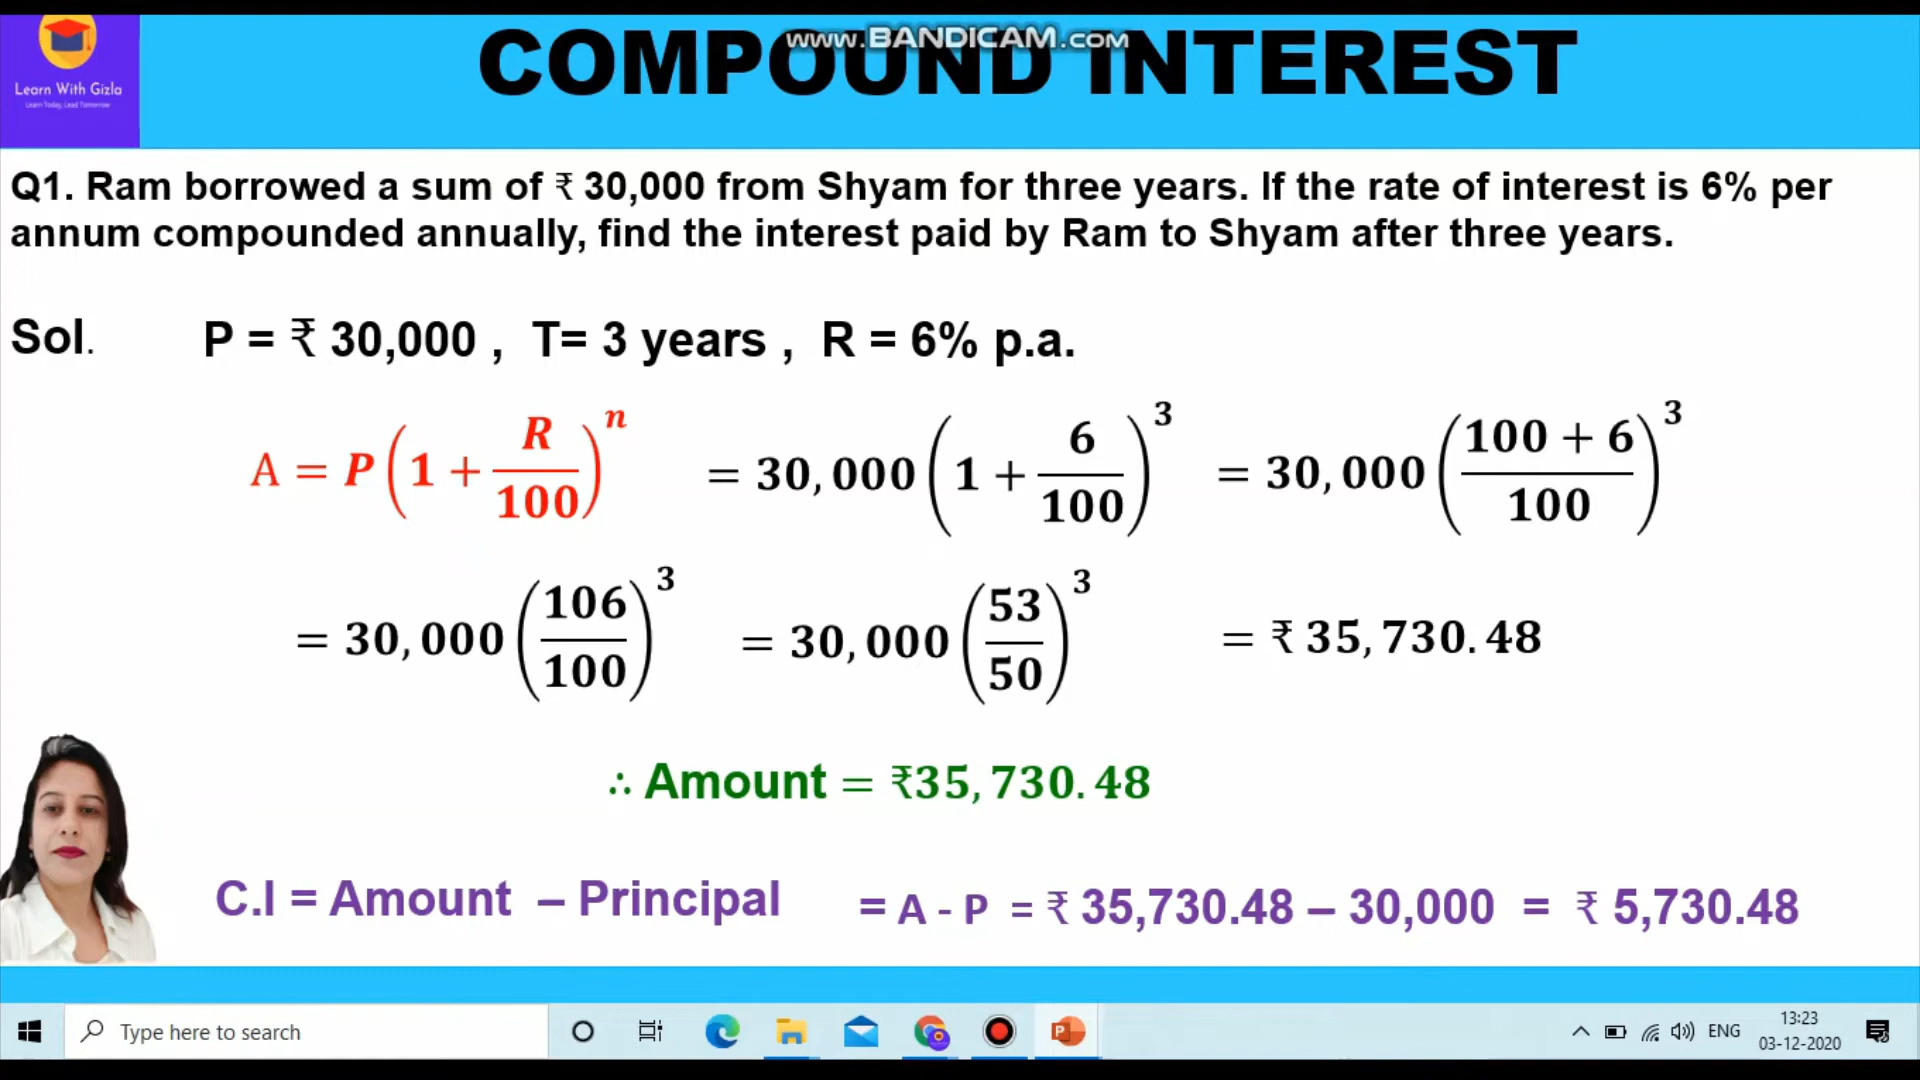 www.BANDICAM.com
COMPOUND INTEREST
Learn With Gizla
Learn Today, Lead Tomorrow
Q1. Ram borrowed a sum of ₹ 30,000 from Shyam for three years. If the rate of interest is 6% per
annum compounded annually, find the interest paid by Ram to Shyam after three years.
Sol. P = ₹ 30,000 , T= 3 years , R = 6% p.a.
A = P(1 + R/100)^n = 30,000(1 + 6/100)^3 = 30,000((100 + 6)/100)^3
= 30,000(106/100)^3 = 30,000(53/50)^3 = ₹ 35,730.48
∴ Amount = ₹35,730.48
C.I = Amount – Principal = A - P = ₹ 35,730.48 – 30,000 = ₹ 5,730.48
Type here to search
ENG
13:23
03-12-2020